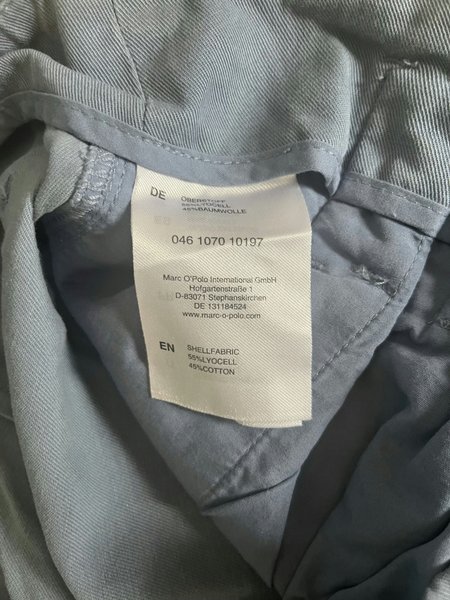 DE
OBERSTOFF
55%LYOCELL
45%BAUMWOLLE
046 1070 10197
Marc O'Polo International GmbH
Hofgartenstraße 1
D-83071 Stephanskirchen
DE 131184524
www.marc-o-polo.com
EN
SHELLFABRIC
55%LYOCELL
45%COTTON